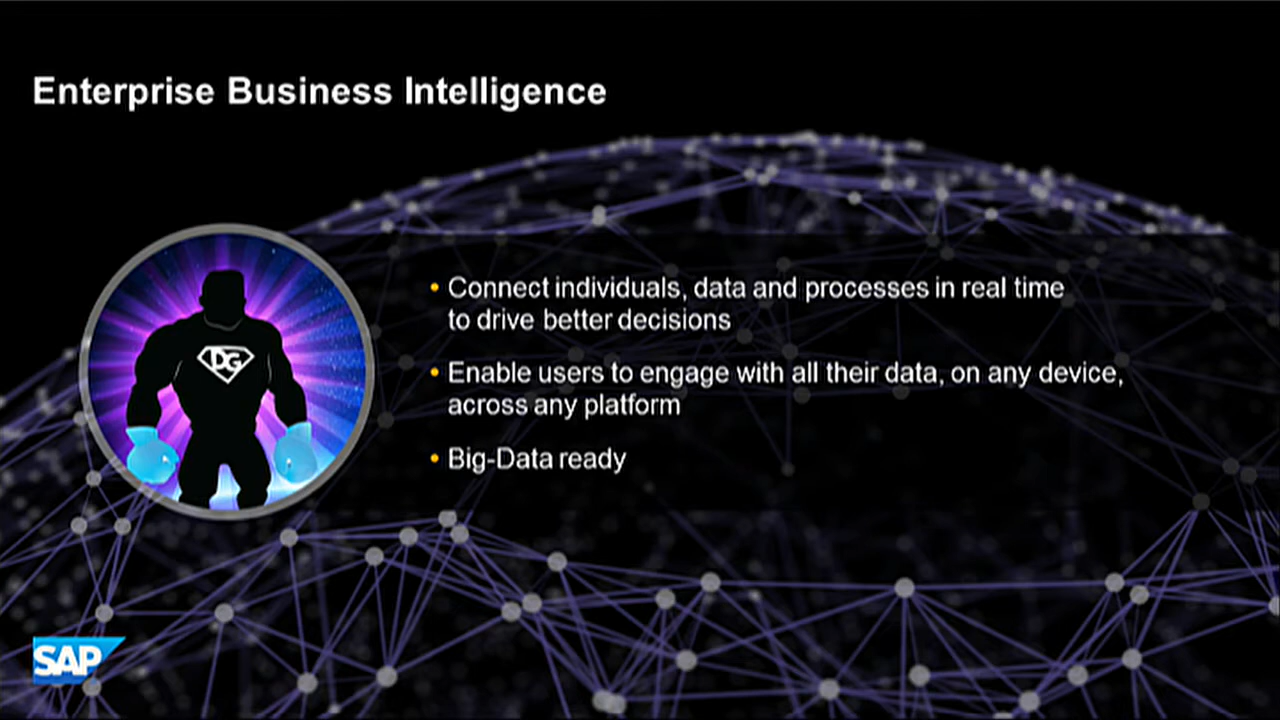 Enterprise Business Intelligence
DG
• Connect individuals, data and processes in real time
to drive better decisions
• Enable users to engage with all their data, on any device,
across any platform
• Big-Data ready
SAP